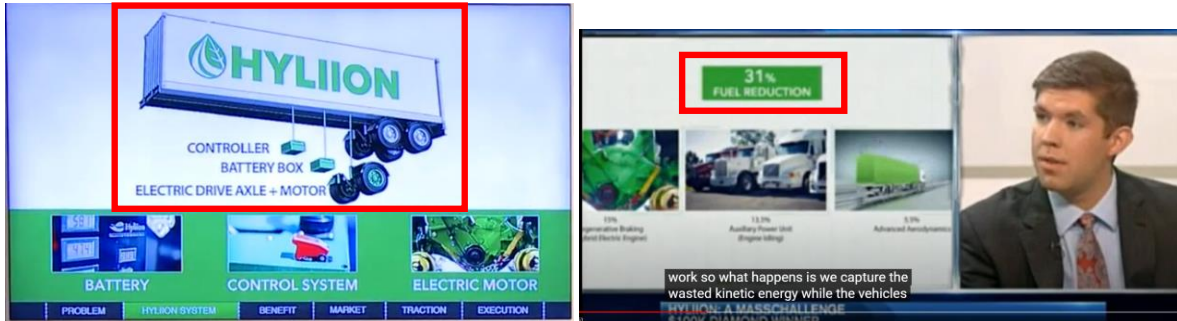 HYLIION
CONTROLLER
BATTERY BOX
ELECTRIC DRIVE AXLE + MOTOR
Hyliion
BATTERY
CONTROL SYSTEM
ELECTRIC MOTOR
PROBLEM
HYLIION SYSTEM
BENEFIT
MARKET
TRACTION
EXECUTION
31%
FUEL REDUCTION
15%
13.5%
5.5%
Auxiliary Power Unit
Advanced Aerodynamics
(Engine Idling)
work so what happens is we capture the
wasted kinetic energy while the vehicles
HYLIION: A MASSCHALLENGE